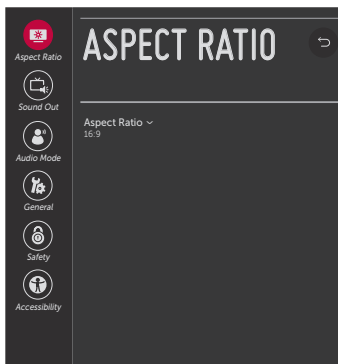 Aspect Ratio
Sound Out
Audio Mode
General
Safety
Accessibility
ASPECT RATIO
Aspect Ratio
16:9